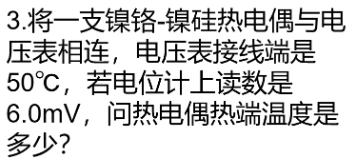 3.将一支镍铬-镍硅热电偶与电
压表相连，电压表接线端是
50℃，若电位计上读数是
6.0mV，问热电偶热端温度是
多少？